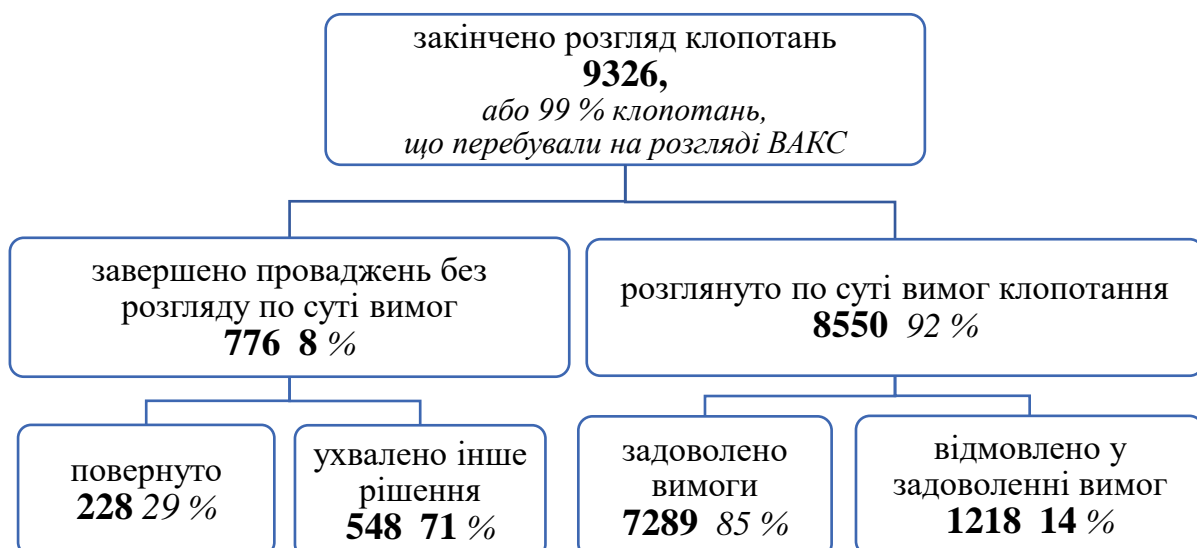 закінчено розгляд клопотань
9326,
або 99 % клопотань,
що перебували на розгляді ВАКС
завершено проваджень без
розгляду по суті вимог
776 8 %
розглянуто по суті вимог клопотання
8550 92 %
повернуто
228 29 %
ухвалено інше
рішення
548 71 %
задоволено
вимоги
7289 85 %
відмовлено у
задоволенні вимог
1218 14 %